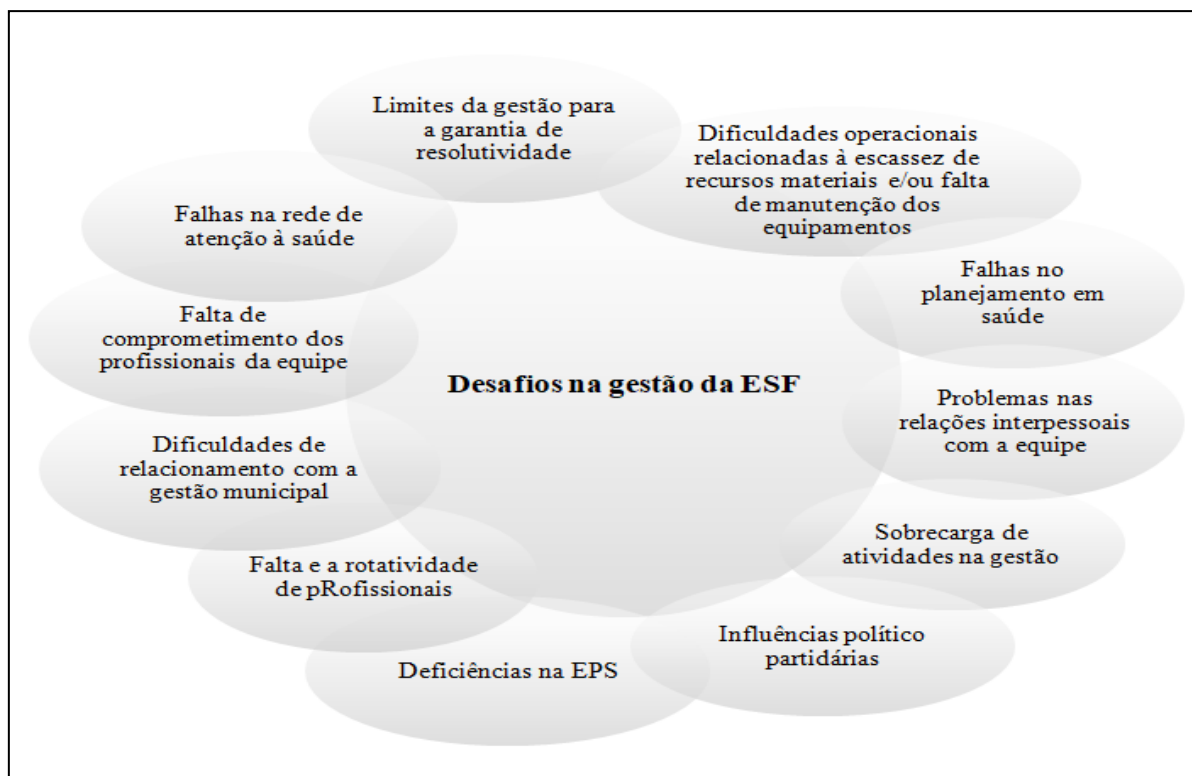 Limites da gestão para
a garantia de
resolutividade
Dificuldades operacionais
relacionadas à escassez de
recursos materiais e/ou falta
de manutenção dos
equipamentos
Falhas no
planejamento em
saúde
Problemas nas
relações interpessoais
com a equipe
Sobrecarga de
atividades na gestão
Influências político
partidárias
Deficiências na EPS
Falta e a rotatividade
de pRofissionais
Dificuldades de
relacionamento com a
gestão municipal
Falta de
comprometimento dos
profissionais da equipe
Falhas na rede de
atenção à saúde
Desafios na gestão da ESF